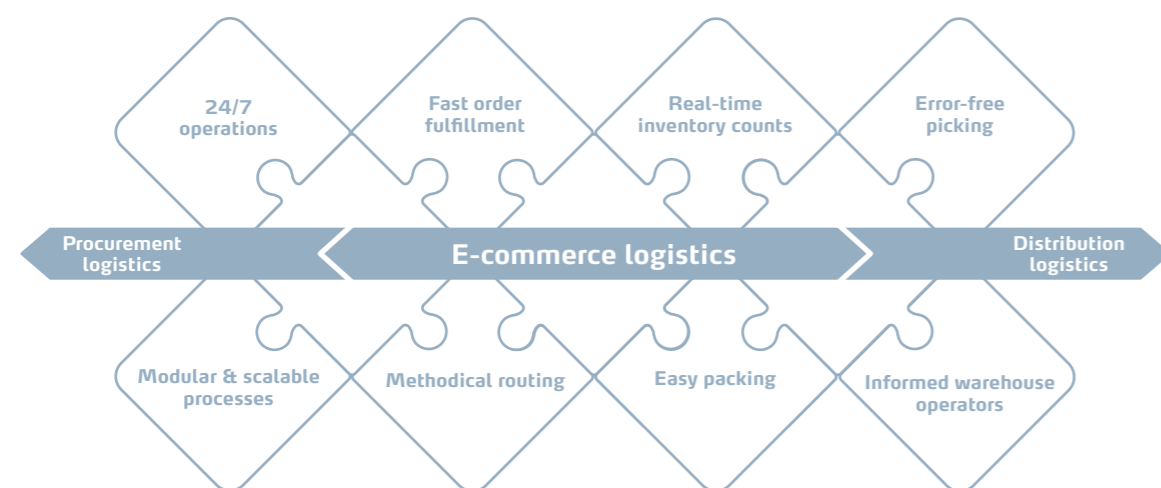 24/7
operations
Fast order
fulfillment
Real-time
inventory counts
Error-free
picking
Procurement
logistics
E-commerce logistics
Distribution
logistics
Modular & scalable
processes
Methodical routing
Easy packing
Informed warehouse
operators